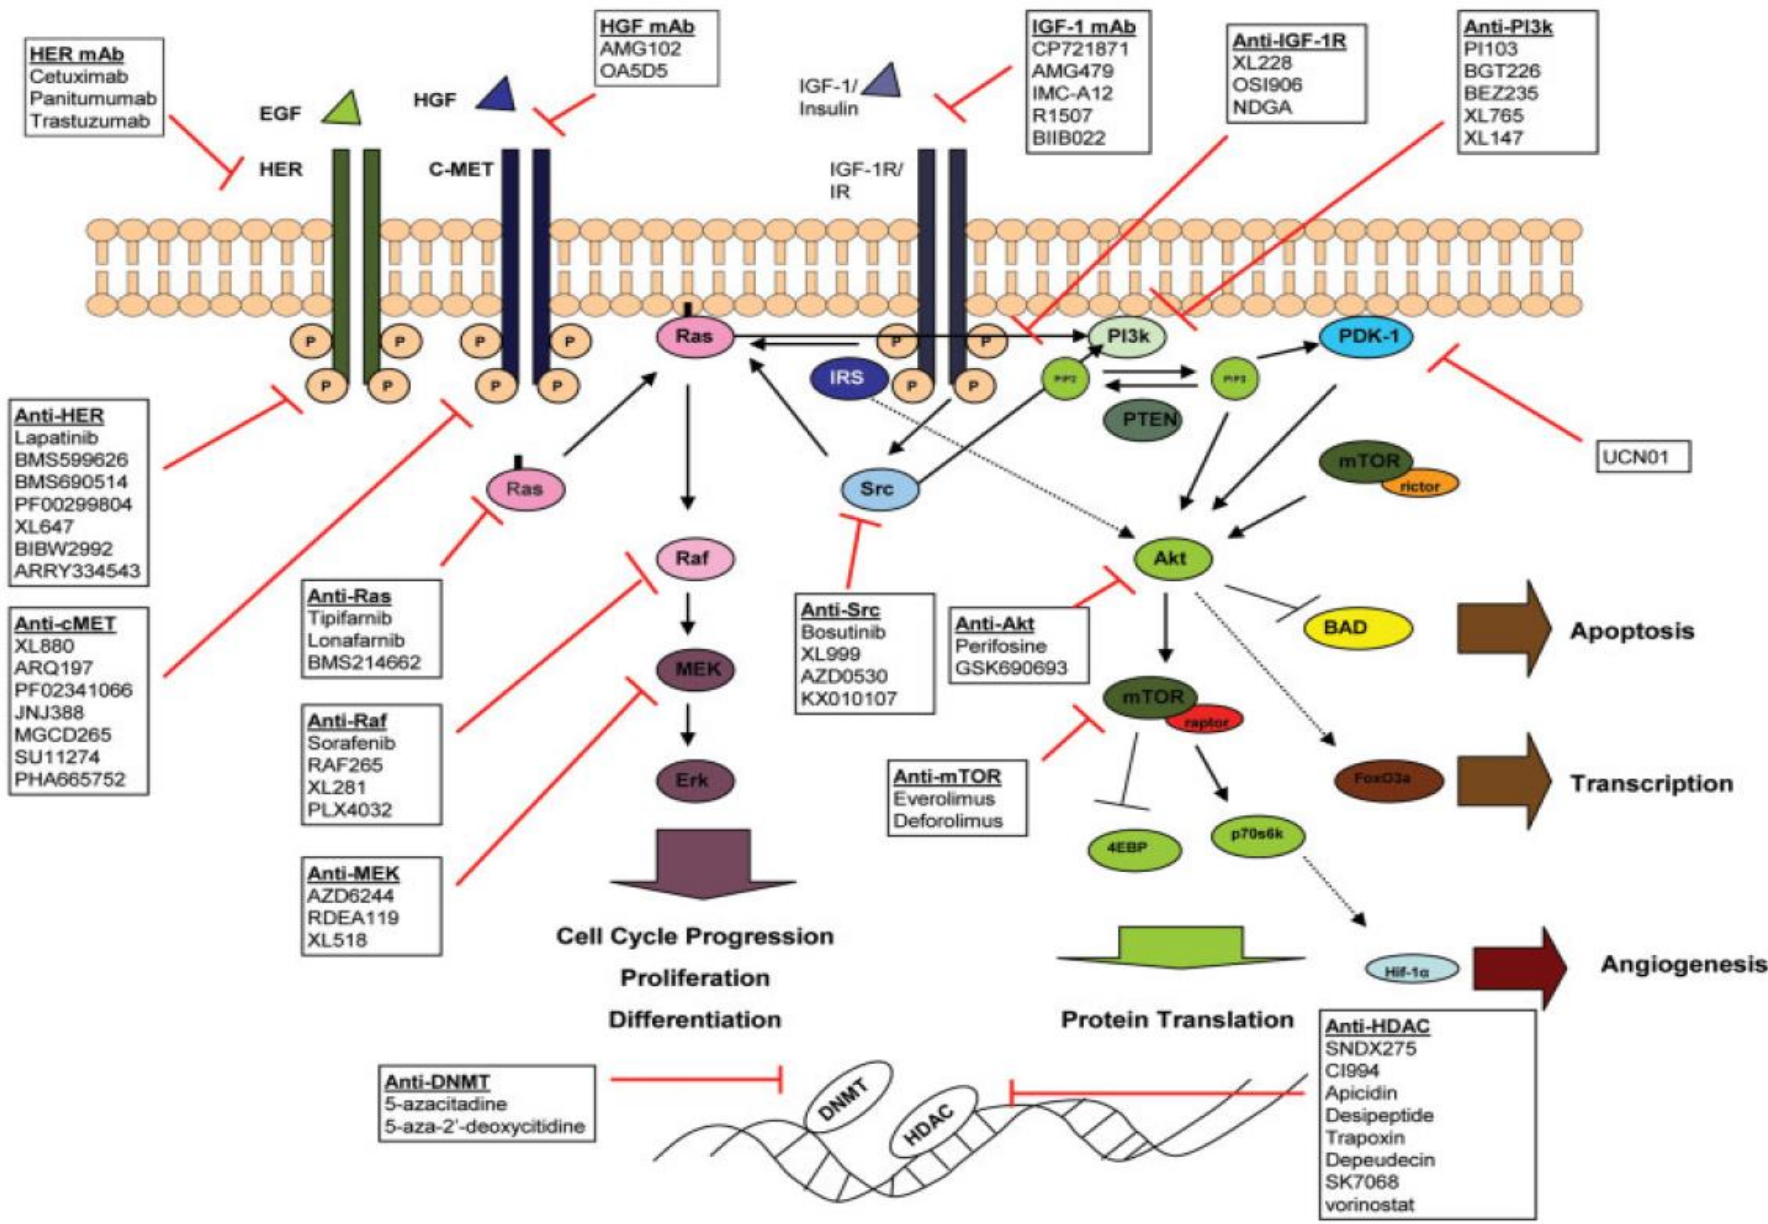 HER mAb
Cetuximab
Panitumumab
Trastuzumab
HGF mAb
AMG102
OA5D5
IGF-1 mAb
CP721871
AMG479
IMC-A12
R1507
BIIB022
Anti-IGF-1R
XL228
OSI906
NDGA
Anti-PI3k
PI103
BGT226
BEZ235
XL765
XL147
EGF
HGF
IGF-1/
Insulin
HER
C-MET
IGF-1R/
IR
Ras
PI3k
PDK-1
P
P
P
P
P
P
P
P
P
P
P
P
IRS
PIP2
PIP3
PTEN
Anti-HER
Lapatinib
BMS599626
BMS690514
PF00299804
XL647
BIBW2992
ARRY334543
Ras
Src
mTOR
rictor
UCN01
Raf
Akt
Anti-cMET
XL880
ARQ197
PF02341066
JNJ388
MGCD265
SU11274
PHA665752
Anti-Ras
Tipifarnib
Lonafarnib
BMS214662
Anti-Src
Bosutinib
XL999
AZD0530
KX010107
Anti-Akt
Perifosine
GSK690693
BAD
Apoptosis
MEK
mTOR
raptor
Anti-Raf
Sorafenib
RAF265
XL281
PLX4032
Erk
Anti-mTOR
Everolimus
Deforolimus
FoxO3a
Transcription
4EBP
p70s6k
Anti-MEK
AZD6244
RDEA119
XL518
Cell Cycle Progression
Proliferation
Differentiation
Hif-1α
Angiogenesis
Protein Translation
Anti-HDAC
SNDX275
CI994
Apicidin
Desipeptide
Trapoxin
Depeudecin
SK7068
vorinostat
Anti-DNMT
5-azacitadine
5-aza-2'-deoxycitidine
DNMT
HDAC